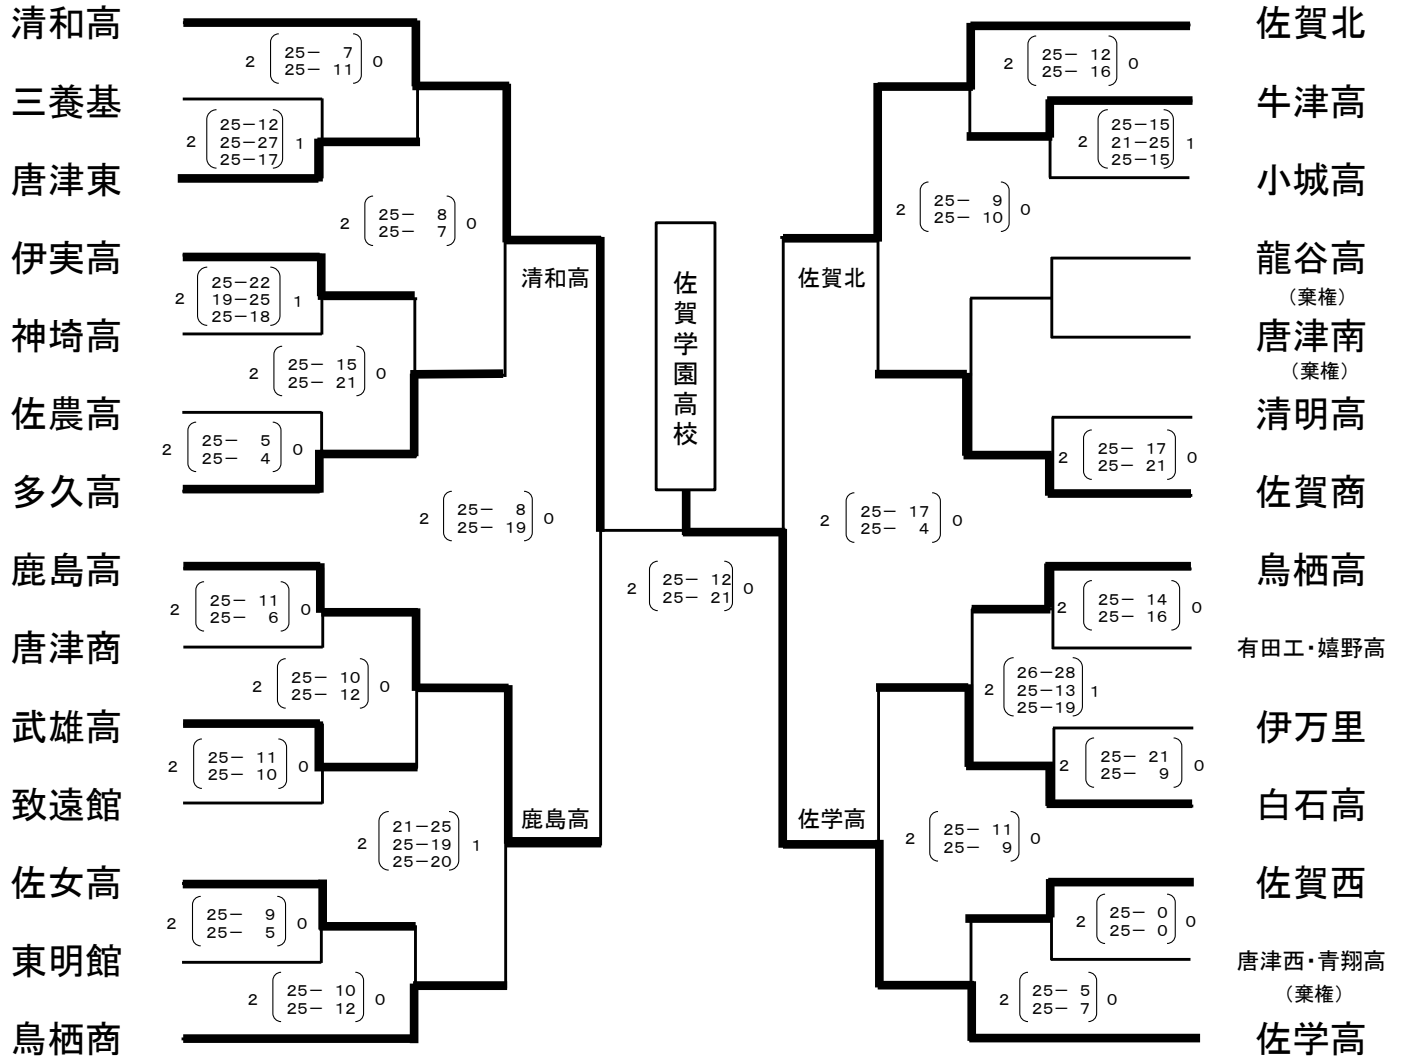 清和高
2 25－ 7 0
25－ 11
三養基
2 25－12 1
25－27
25－17
唐津東
2 25－ 8 0
25－ 7
伊実高
2 25－22 1
19－25
25－18
神埼高
2 25－ 15 0
25－ 21
佐農高
2 25－ 5 0
25－ 4
多久高
清和高
2 25－ 8 0
25－ 19
鹿島高
2 25－ 11 0
25－ 6
唐津商
2 25－ 10 0
25－ 12
武雄高
2 25－ 11 0
25－ 10
致遠館
鹿島高
2 21－25 1
25－19
25－20
佐女高
2 25－ 9 0
25－ 5
東明館
2 25－ 10 0
25－ 12
鳥栖商
佐賀学園高校
2 25－ 12 0
25－ 21
佐賀北
2 25－ 12 0
25－ 16
牛津高
2 25－15 1
21－25
25－15
小城高
2 25－ 9 0
25－ 10
佐賀北
龍谷高
（棄権）
唐津南
（棄権）
清明高
2 25－ 17 0
25－ 21
佐賀商
2 25－ 17 0
25－ 4
鳥栖高
2 25－ 14 0
25－ 16
有田工・嬉野高
2 26－28 1
25－13
25－19
伊万里
2 25－ 21 0
25－ 9
白石高
佐学高
2 25－ 11 0
25－ 9
佐賀西
2 25－ 0 0
25－ 0
唐津西・青翔高
（棄権）
2 25－ 5 0
25－ 7
佐学高